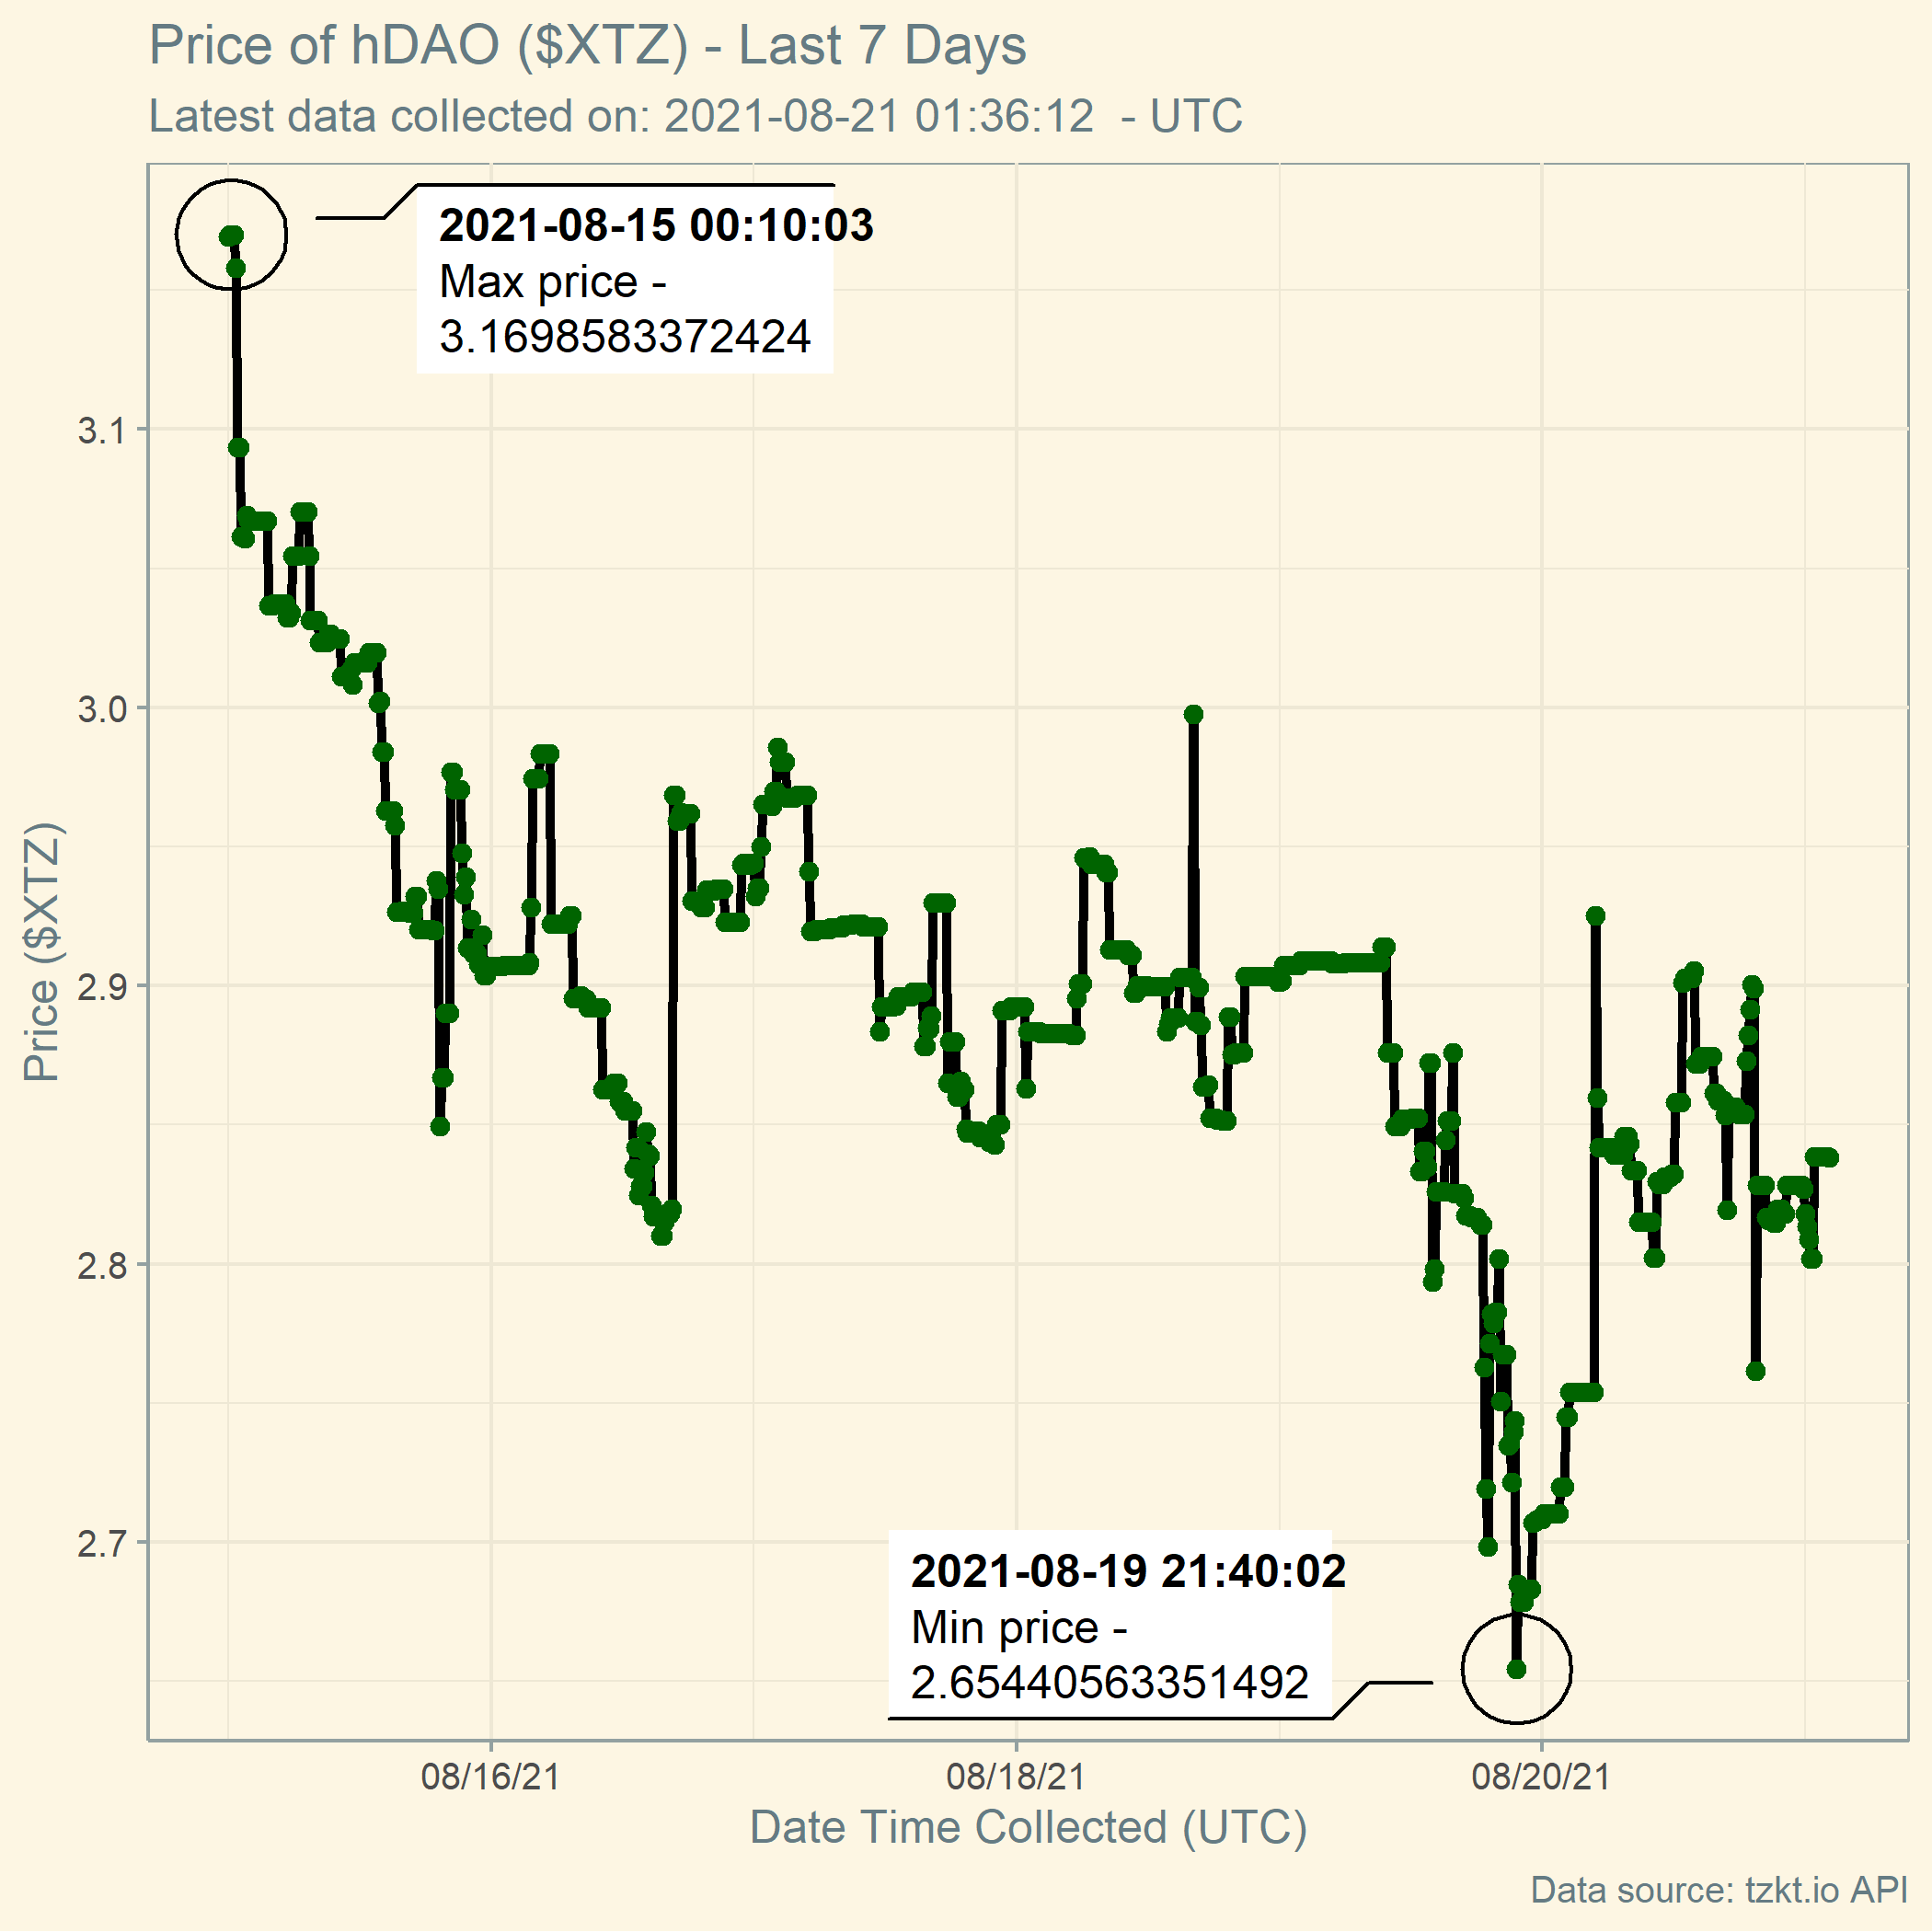 Price of hDAO ($XTZ) - Last 7 Days
Latest data collected on: 2021-08-21 01:36:12  - UTC
2021-08-15 00:10:03
Max price -
3.1698583372424
3.1
3.0
2.9
2.8
2.7
Price ($XTZ)
2021-08-19 21:40:02
Min price -
2.65440563351492
08/16/21
08/18/21
08/20/21
Date Time Collected (UTC)
Data source: tzkt.io API